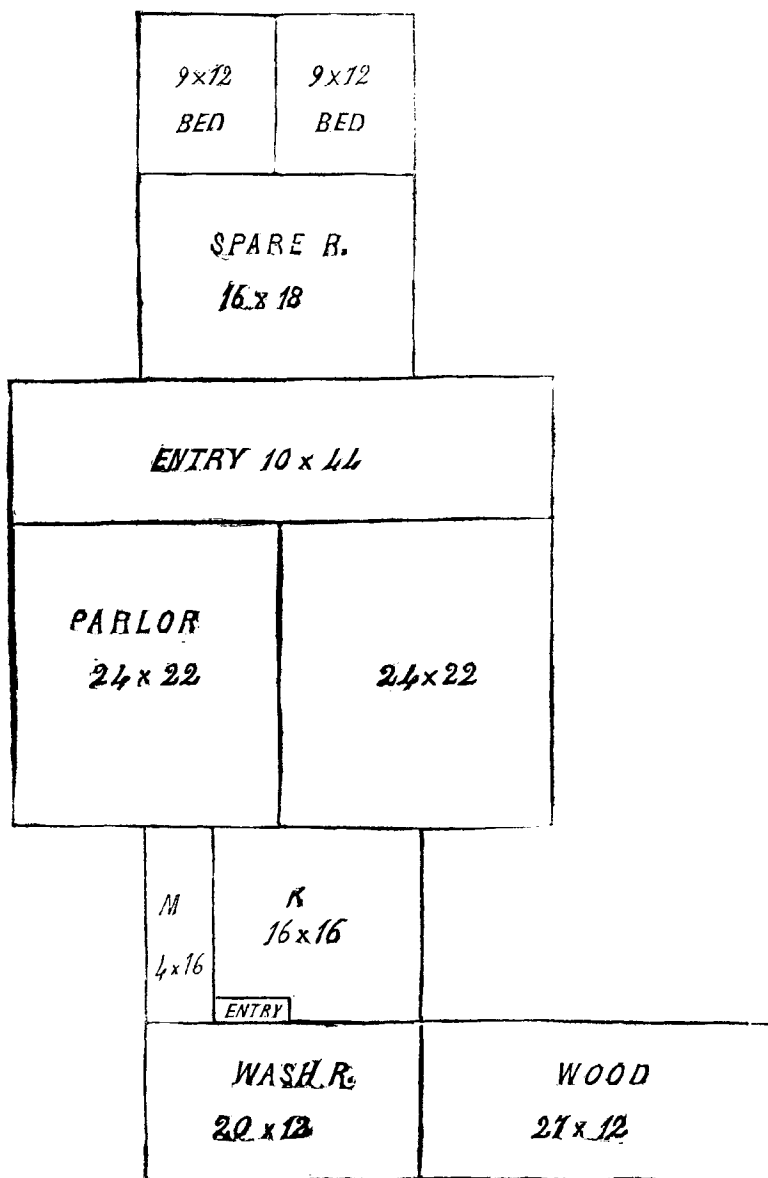 9×12
BED
9×12
BED
SPARE R.
16 x 18
ENTRY 10 x 44
PARLOR
24 x 22
24×22
M
4 x 16
K
16 x 16
ENTRY
WASH R.
20 x 12
WOOD
27 x 12